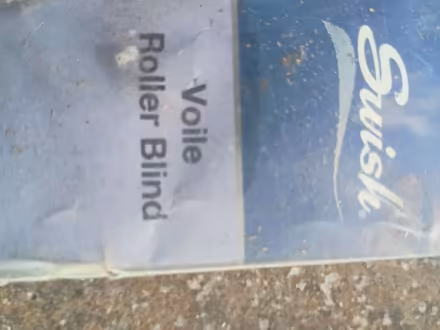 Swish
Voile
Roller Blind